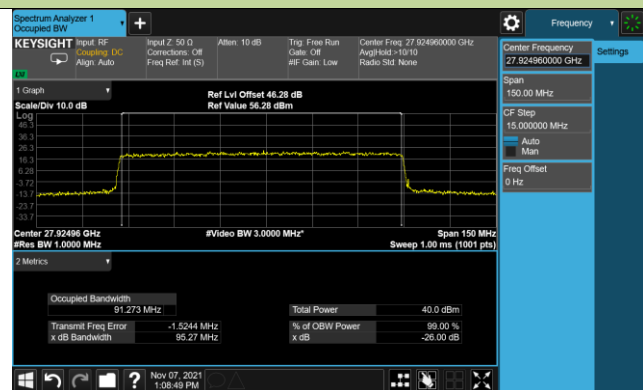 Spectrum Analyzer 1
Occupied BW
+
Frequency
KEYSIGHT Input: RF
Coupling: DC
Align: Auto
Input Z: 50 Ω
Corrections: Off
Freq Ref: Int (S)
Atten: 10 dB
Trig: Free Run
Gate: Off
#IF Gain: Low
Center Freq: 27.924960000 GHz
Avg|Hold:>10/10
Radio Std: None
LXI
Center Frequency
27.924960000 GHz
Settings
Span
150.00 MHz
CF Step
15.000000 MHz
Auto
Man
Freq Offset
0 Hz
1 Graph
Scale/Div 10.0 dB
Ref Lvl Offset 46.28 dB
Ref Value 56.28 dBm
Log
46.3
36.3
26.3
16.3
6.28
-3.72
-13.7
-23.7
-33.7
Center 27.92496 GHz
#Res BW 1.0000 MHz
#Video BW 3.0000 MHz*
Span 150 MHz
Sweep 1.00 ms (1001 pts)
2 Metrics
Occupied Bandwidth
91.273 MHz
Total Power 40.0 dBm
Transmit Freq Error -1.5244 MHz
% of OBW Power 99.00 %
x dB Bandwidth 95.27 MHz
x dB -26.00 dB
?
Nov 07, 2021
1:08:49 PM